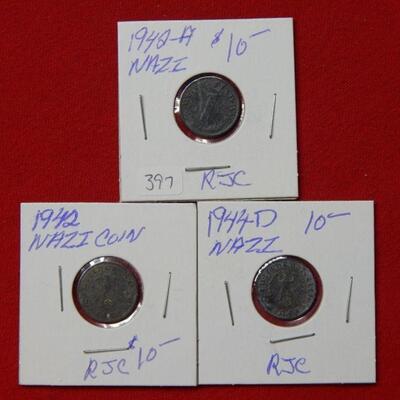 1942-A $10-
NAZI
397 RJC
1942
NAZI COIN
RJC $10-
1944-D 10-
NAZI
RJC